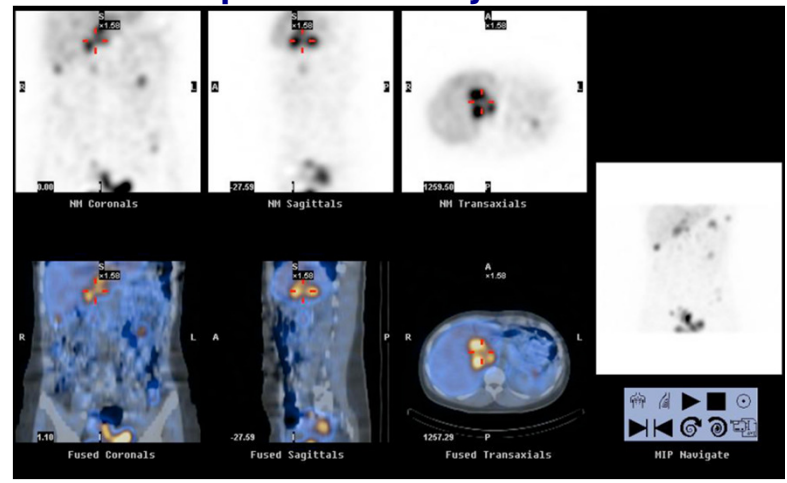 S
×1.58
R
L
0.00
I
NM Coronals
S
×1.58
A
P
-27.59
I
NM Sagittals
A
×1.58
R
L
1259.50
P
NM Transaxials
S
×1.58
R
L
1.10
I
Fused Coronals
S
×1.58
A
P
-27.59
I
Fused Sagittals
A
×1.58
R
L
1257.29
P
Fused Transaxials
MIP Navigate